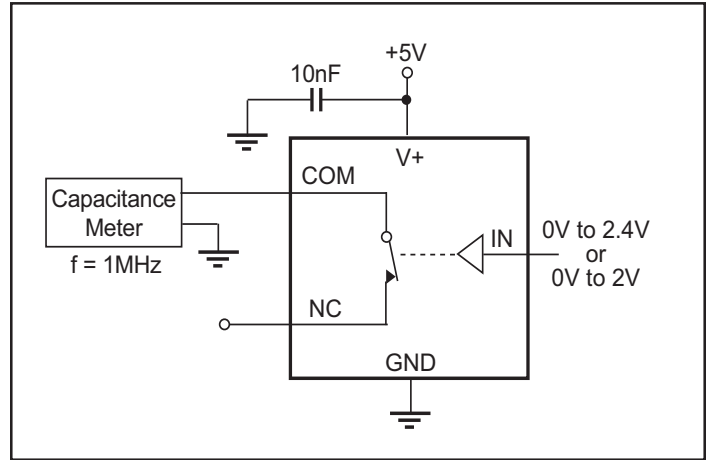 +5V
10nF
V+
COM
Capacitance
Meter
f = 1MHz
IN
0V to 2.4V
or
0V to 2V
NC
GND